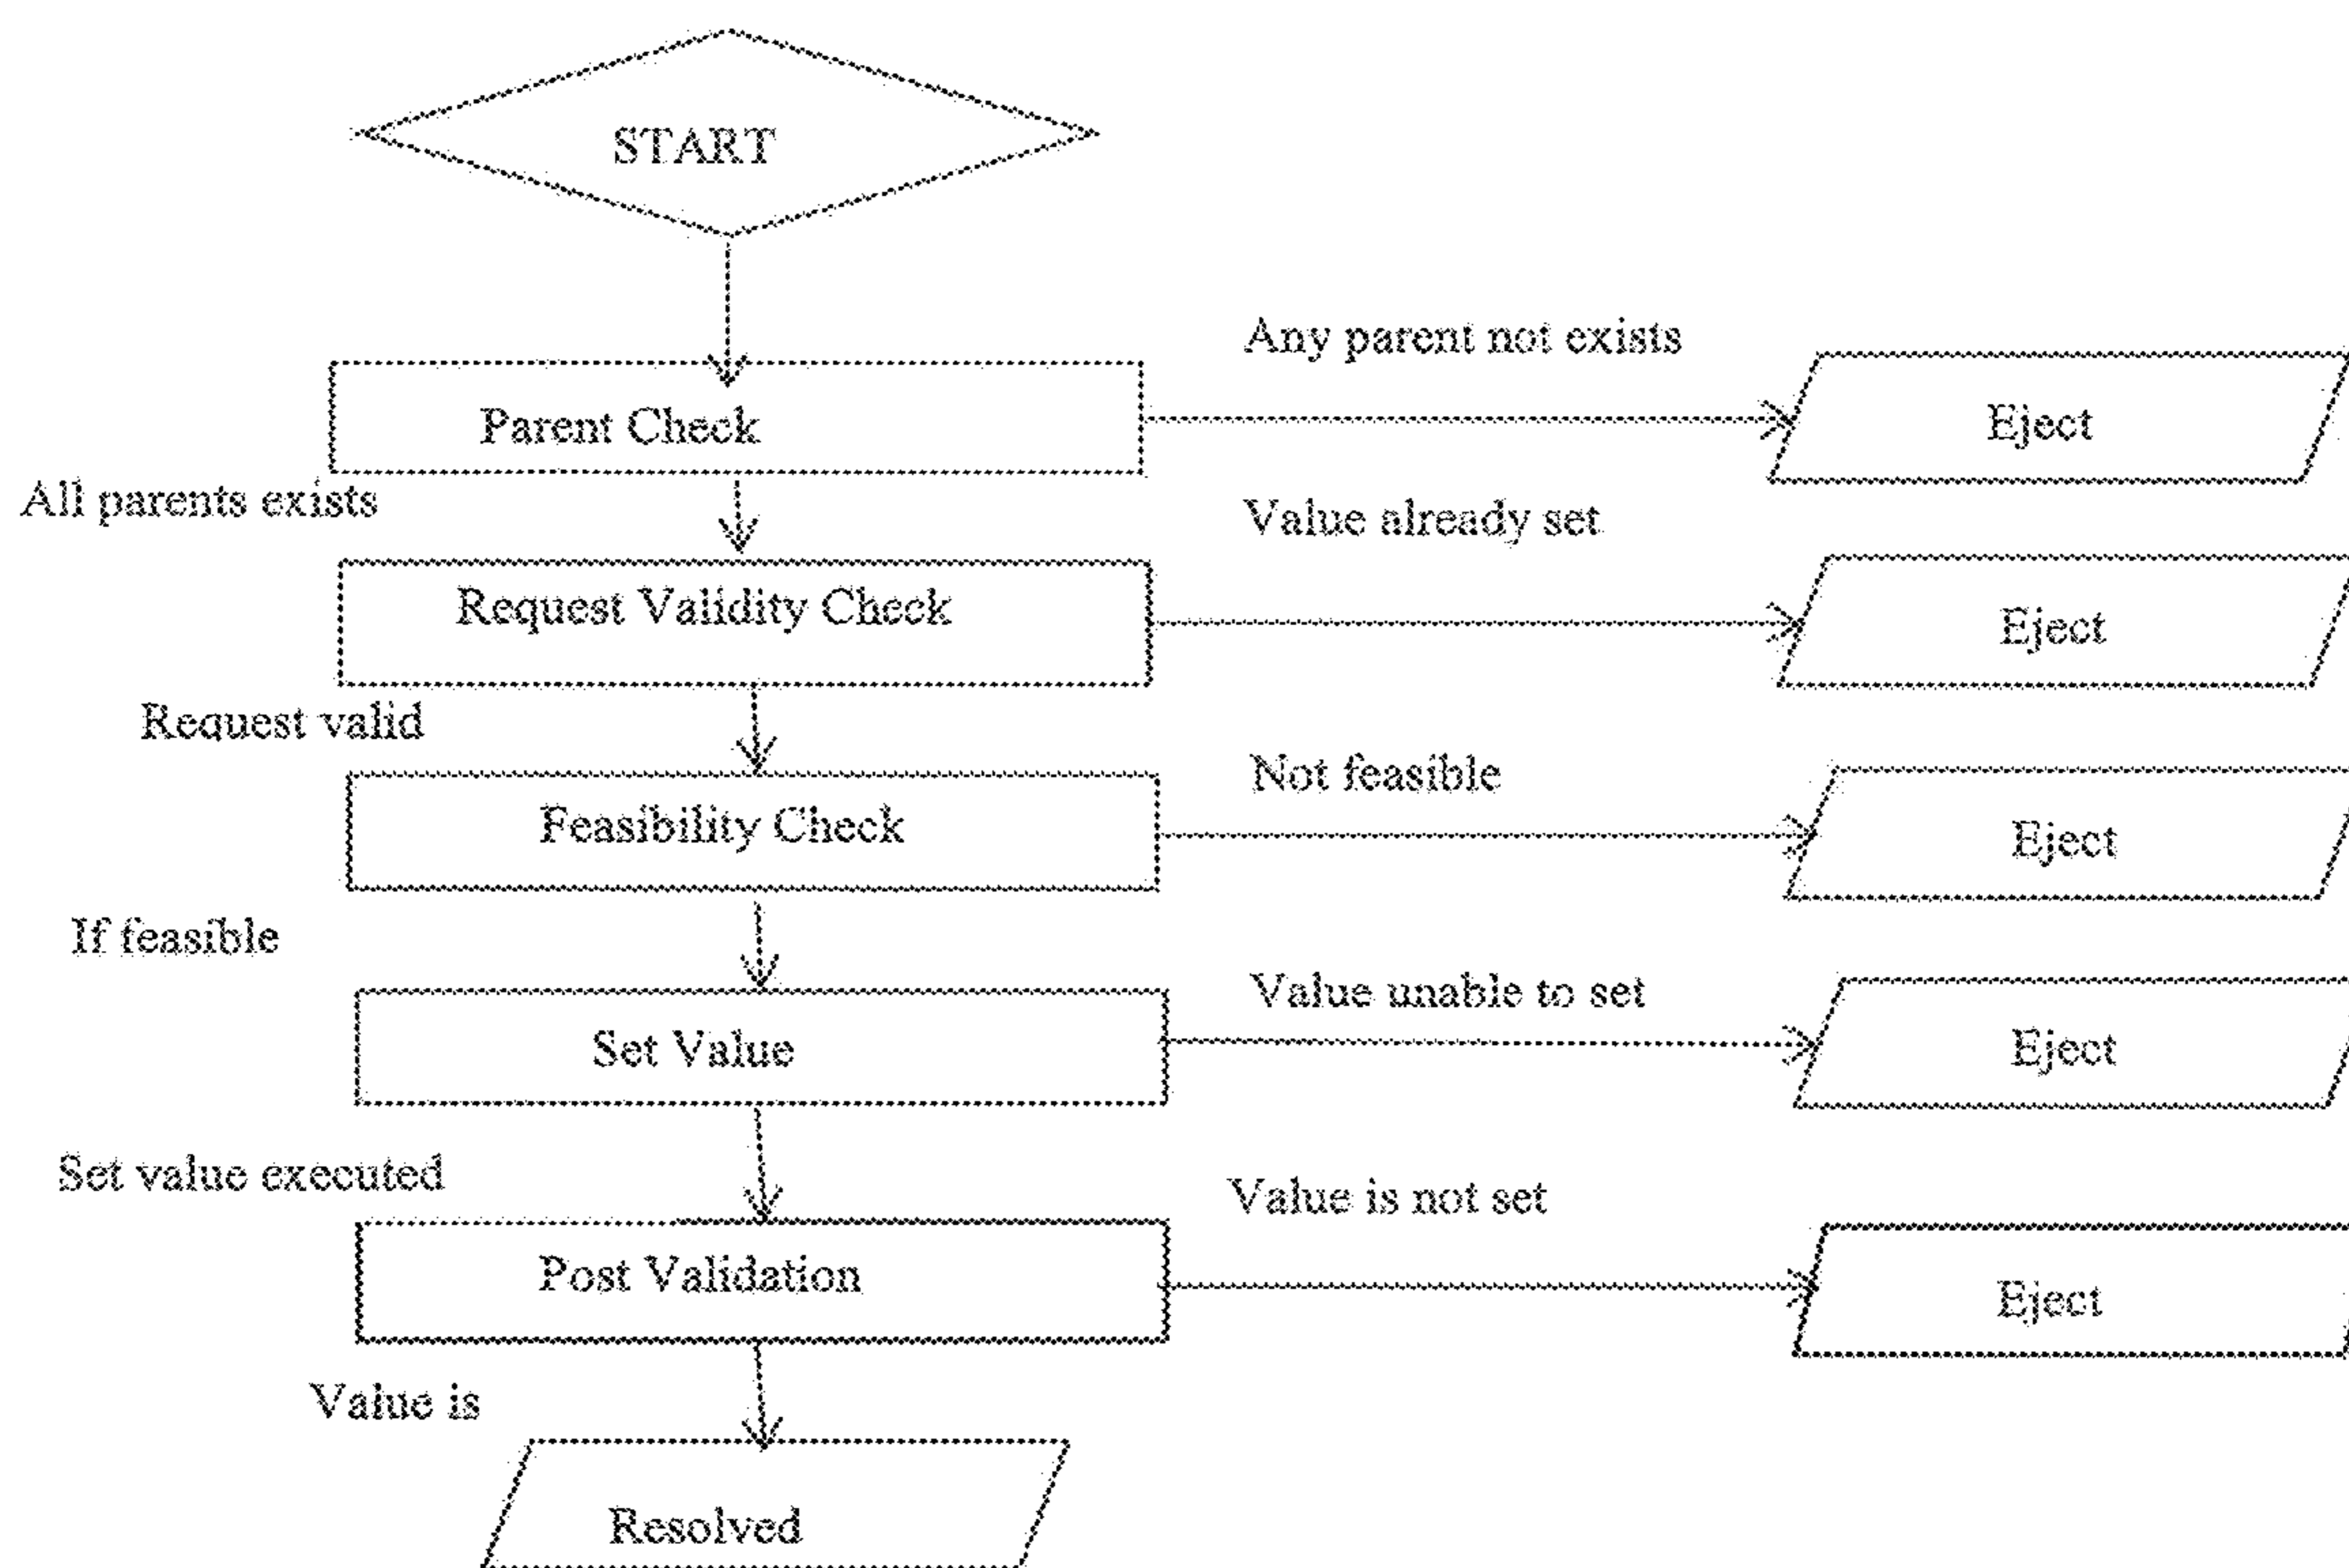 START
Any parent not exists
Parent Check
Eject
All parents exists
Value already set
Request Validity Check
Eject
Request valid
Not feasible
Feasibility Check
Eject
If feasible
Value unable to set
Set Value
Eject
Set value executed
Value is not set
Post Validation
Eject
Value is
Resolved